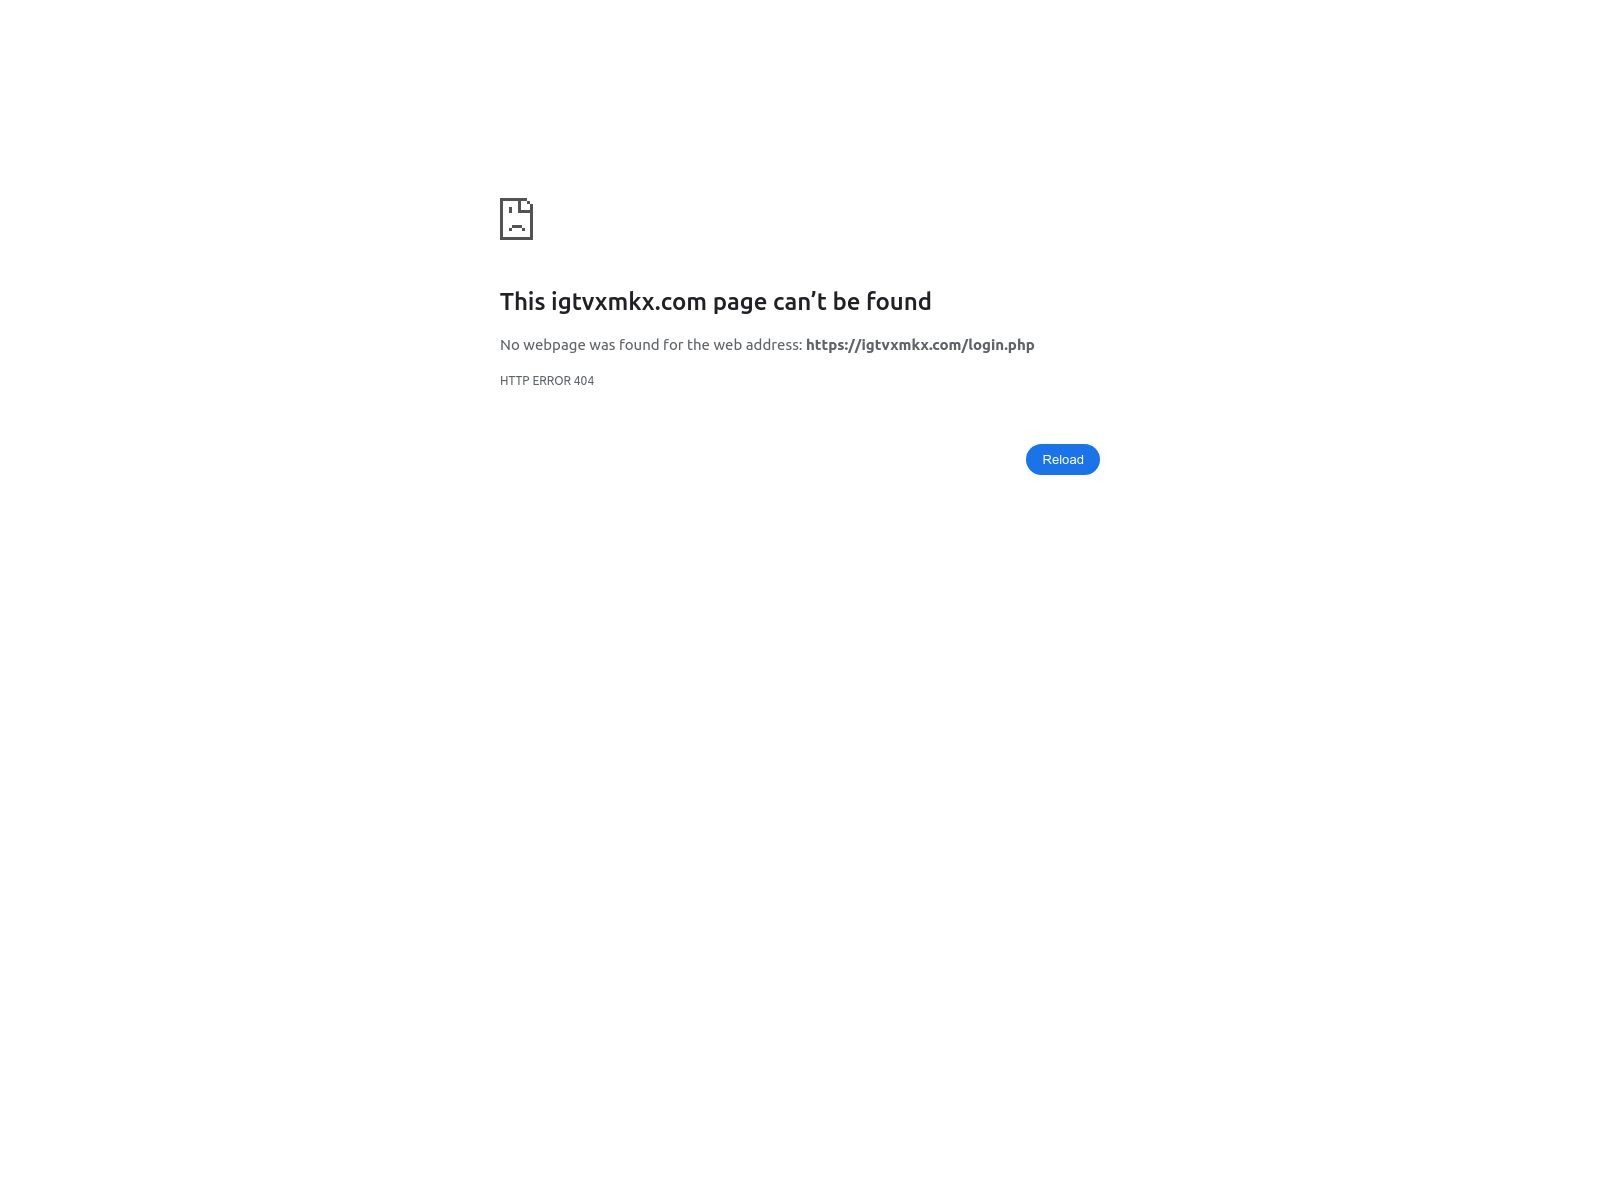 This igtvxmkx.com page can’t be found
No webpage was found for the web address: https://igtvxmkx.com/login.php
HTTP ERROR 404
Reload